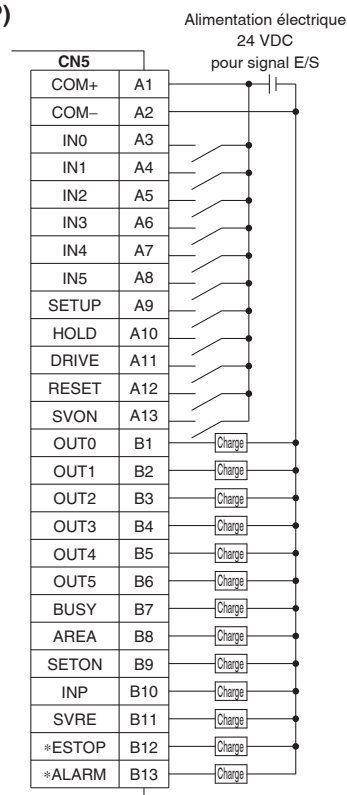 )
Alimentation électrique
24 VDC
pour signal E/S
CN5
COM+ A1
COM− A2
IN0 A3
IN1 A4
IN2 A5
IN3 A6
IN4 A7
IN5 A8
SETUP A9
HOLD A10
DRIVE A11
RESET A12
SVON A13
OUT0 B1 Charge
OUT1 B2 Charge
OUT2 B3 Charge
OUT3 B4 Charge
OUT4 B5 Charge
OUT5 B6 Charge
BUSY B7 Charge
AREA B8 Charge
SETON B9 Charge
INP B10 Charge
SVRE B11 Charge
∗ESTOP B12 Charge
∗ALARM B13 Charge